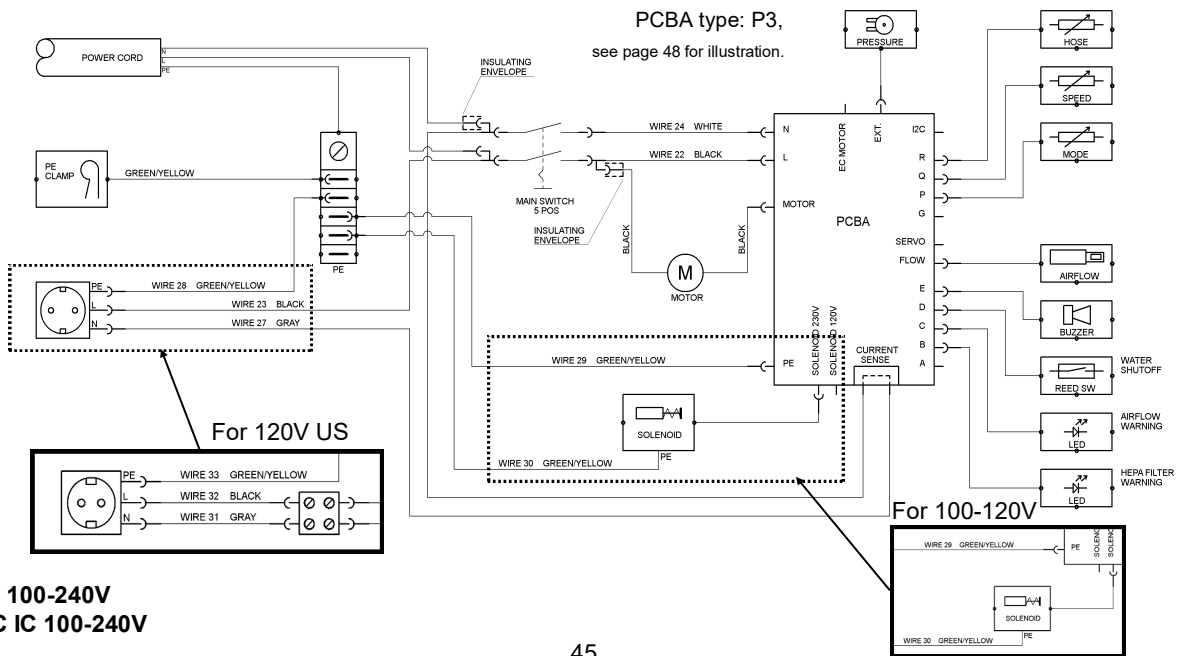 PCBA type: P3,
see page 48 for illustration.
POWER CORD
N
L
PE
INSULATING
ENVELOPE
PRESSURE
HOSE
SPEED
MODE
PE
CLAMP
GREEN/YELLOW
WIRE 24 WHITE
WIRE 22 BLACK
MAIN SWITCH
5 POS
INSULATING
ENVELOPE
BLACK
BLACK
M
MOTOR
N
L
MOTOR
EC MOTOR
EXT.
I2C
R
Q
P
G
PCBA
SERVO
FLOW
E
D
C
B
A
SOLENOID 230V
SOLENOID 120V
CURRENT
SENSE
PE
PE
AIRFLOW
BUZZER
REED SW
WATER
SHUTOFF
LED
AIRFLOW
WARNING
LED
HEPA FILTER
WARNING
PE
L
N
WIRE 28 GREEN/YELLOW
WIRE 23 BLACK
WIRE 27 GRAY
WIRE 29 GREEN/YELLOW
SOLENOID
PE
WIRE 30 GREEN/YELLOW
For 120V US
PE
L
N
WIRE 33 GREEN/YELLOW
WIRE 32 BLACK
WIRE 31 GRAY
For 100-120V
WIRE 29 GREEN/YELLOW
PE
SOLENO
SOLENO
SOLENOID
PE
WIRE 30 GREEN/YELLOW
100-240V
C IC 100-240V
45